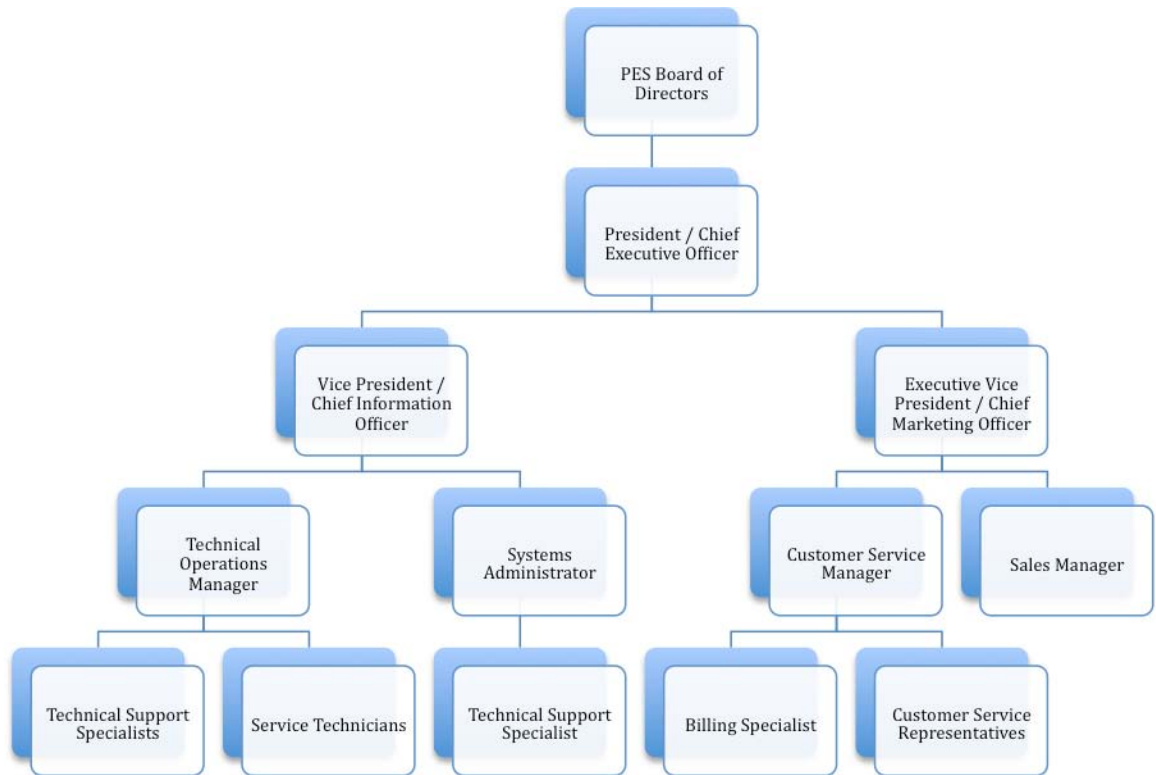 PES Board of
Directors
President / Chief
Executive Officer
Vice President /
Chief Information
Officer
Executive Vice
President / Chief
Marketing Officer
Technical
Operations
Manager
Systems
Administrator
Customer Service
Manager
Sales Manager
Technical Support
Specialists
Service Technicians
Technical Support
Specialist
Billing Specialist
Customer Service
Representatives